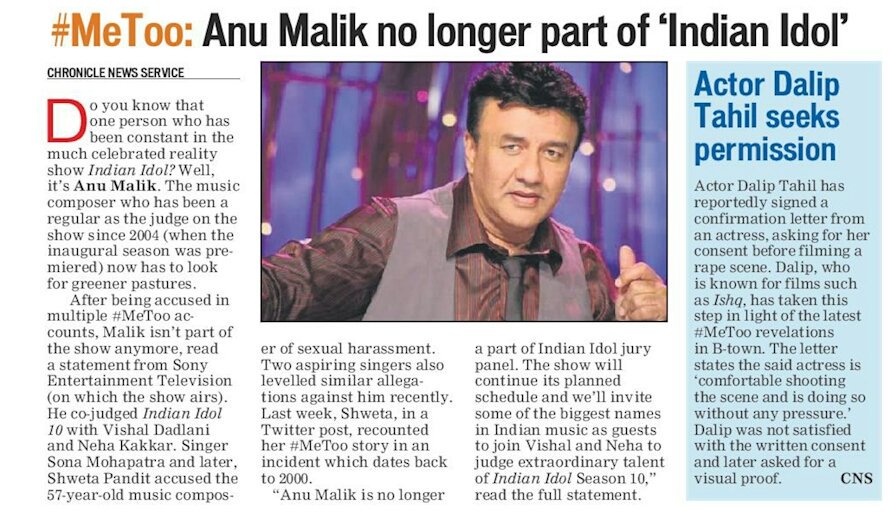 #MeToo: Anu Malik no longer part of ‘Indian Idol’
CHRONICLE NEWS SERVICE
Do you know that
one person who has
been constant in the
much celebrated reality
show Indian Idol? Well,
it’s Anu Malik. The music
composer who has been a
regular as the judge on the
show since 2004 (when the
inaugural season was pre-
miered) now has to look
for greener pastures.
After being accused in
multiple #MeToo ac-
counts, Malik isn’t part of
the show anymore, read
a statement from Sony
Entertainment Television
(on which the show airs).
He co-judged Indian Idol
10 with Vishal Dadlani
and Neha Kakkar. Singer
Sona Mohapatra and later,
Shweta Pandit accused the
57-year-old music compos-
er of sexual harassment.
Two aspiring singers also
levelled similar allega-
tions against him recently.
Last week, Shweta, in a
Twitter post, recounted
her #MeToo story in an
incident which dates back
to 2000.
“Anu Malik is no longer
a part of Indian Idol jury
panel. The show will
continue its planned
schedule and we’ll invite
some of the biggest names
in Indian music as guests
to join Vishal and Neha to
judge extraordinary talent
of Indian Idol Season 10,”
read the full statement.
Actor Dalip
Tahil seeks
permission
Actor Dalip Tahil has
reportedly signed a
confirmation letter from
an actress, asking for her
consent before filming a
rape scene. Dalip, who
is known for films such
as Ishq, has taken this
step in light of the latest
#MeToo revelations
in B-town. The letter
states the said actress is
‘comfortable shooting
the scene and is doing so
without any pressure.’
Dalip was not satisfied
with the written consent
and later asked for a
visual proof. CNS